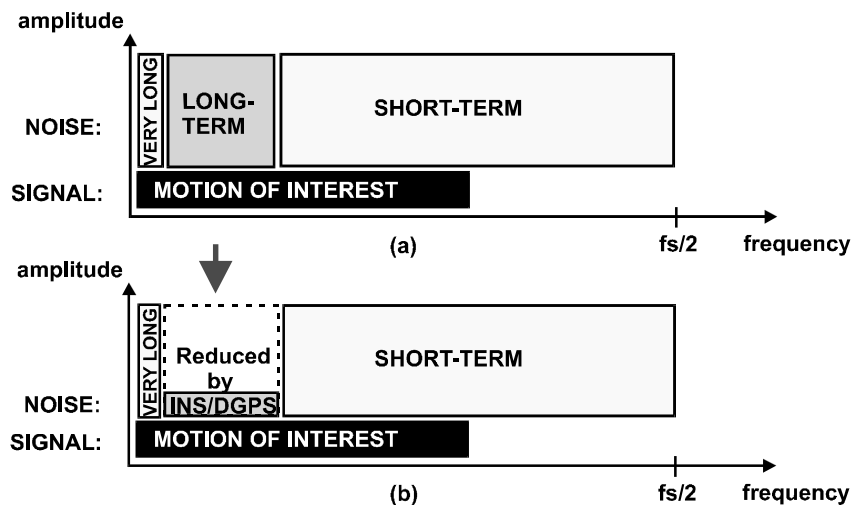 amplitude
VERY LONG
LONG-
TERM
SHORT-TERM
NOISE:
SIGNAL:
MOTION OF INTEREST
(a)
fs/2
frequency
amplitude
VERY LONG
Reduced
by
INS/DGPS
SHORT-TERM
NOISE:
SIGNAL:
MOTION OF INTEREST
(b)
fs/2
frequency